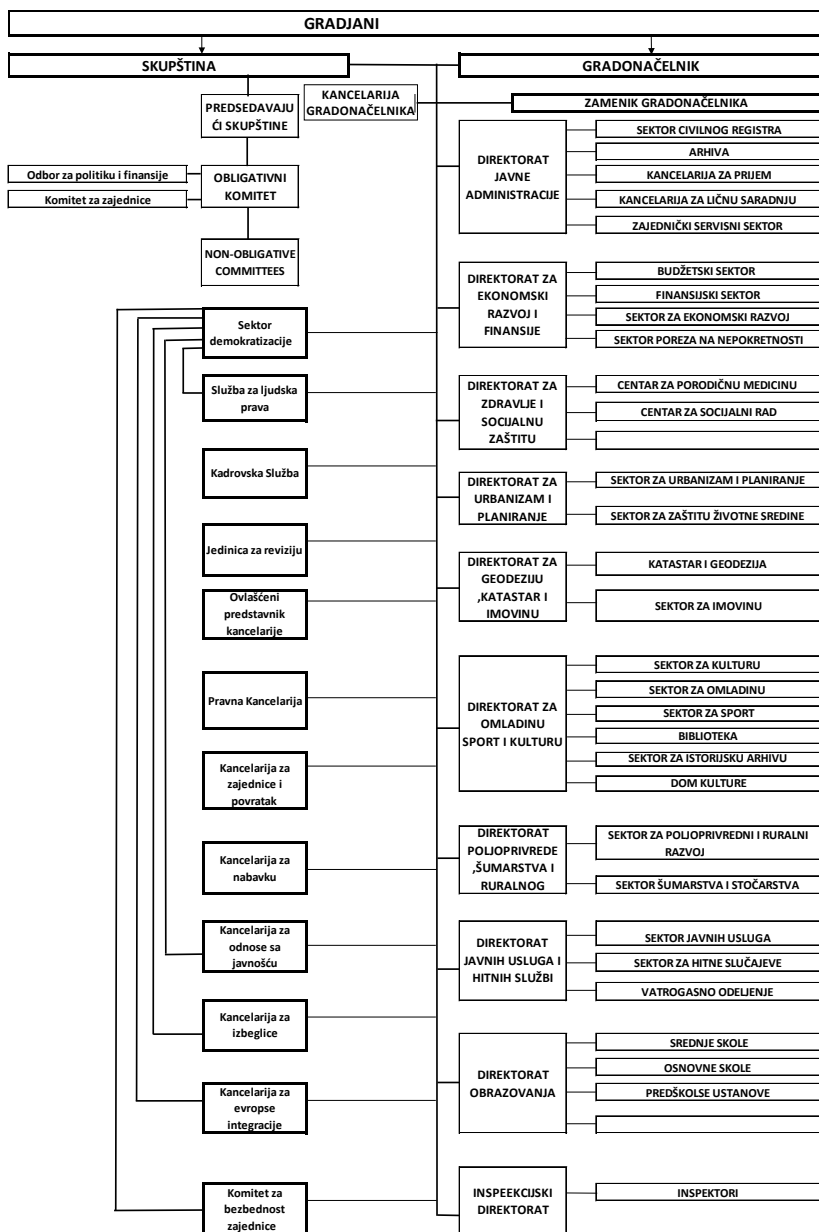 GRADJANI
SKUPŠTINA
GRADONAČELNIK
PREDSEDAVAJU
ĆI SKUPŠTINE
KANCELARIJA
GRADONAČELNIKA
ZAMENIK GRADONAČELNIKA
Odbor za politiku i finansije
Komitet za zajednice
OBLIGATIVNI
KOMITET
NON-OBLIGATIVE
COMMITTEES
Sektor
demokratizacije
Služba za ljudska
prava
Kadrovska Služba
Jedinica za reviziju
Ovlašćeni
predstavnik
kancelarije
Pravna Kancelarija
Kancelarija za
zajednice i
povratak
Kancelarija za
nabavku
Kancelarija za
odnose sa
javnošću
Kancelarija za
izbeglice
Kancelarija za
evropse
integracije
Komitet za
bezbednost
zajednice
DIREKTORAT
JAVNE
ADMINISTRACIJE
SEKTOR CIVILNOG REGISTRA
ARHIVA
KANCELARIJA ZA PRIJEM
KANCELARIJA ZA LIČNU SARADNJU
ZAJEDNIČKI SERVISNI SEKTOR
DIREKTORAT ZA
EKONOMSKI
RAZVOJ I
FINANSIJE
BUDŽETSKI SEKTOR
FINANSIJSKI SEKTOR
SEKTOR ZA EKONOMSKI RAZVOJ
SEKTOR POREZA NA NEPOKRETNOSTI
DIREKTORAT ZA
ZDRAVLJE I
SOCIJALNU
ZAŠTITU
CENTAR ZA PORODIČNU MEDICINU
CENTAR ZA SOCIJALNI RAD
DIREKTORAT ZA
URBANIZAM I
PLANIRANJE
SEKTOR ZA URBANIZAM I PLANIRANJE
SEKTOR ZA ZAŠTITU ŽIVOTNE SREDINE
DIREKTORAT ZA
GEODEZIJU
,KATASTAR I
IMOVINU
KATASTAR I GEODEZIJA
SEKTOR ZA IMOVINU
DIREKTORAT ZA
OMLADINU
SPORT I KULTURU
SEKTOR ZA KULTURU
SEKTOR ZA OMLADINU
SEKTOR ZA SPORT
BIBLIOTEKA
SEKTOR ZA ISTORIJSKU ARHIVU
DOM KULTURE
DIREKTORAT
POLJOPRIVREDE
,ŠUMARSTVA I
RURALNOG
SEKTOR ZA POLJOPRIVREDNI I RURALNI
RAZVOJ
SEKTOR ŠUMARSTVA I STOČARSTVA
DIREKTORAT
JAVNIH USLUGA I
HITNIH SLUŽBI
SEKTOR JAVNIH USLUGA
SEKTOR ZA HITNE SLUČAJEVE
VATROGASNO ODELJENJE
DIREKTORAT
OBRAZOVANJA
SREDNJE SKOLE
OSNOVNE SKOLE
PREDŠKOLSE USTANOVE
INSPEEKCIJSKI
DIREKTORAT
INSPEKTORI